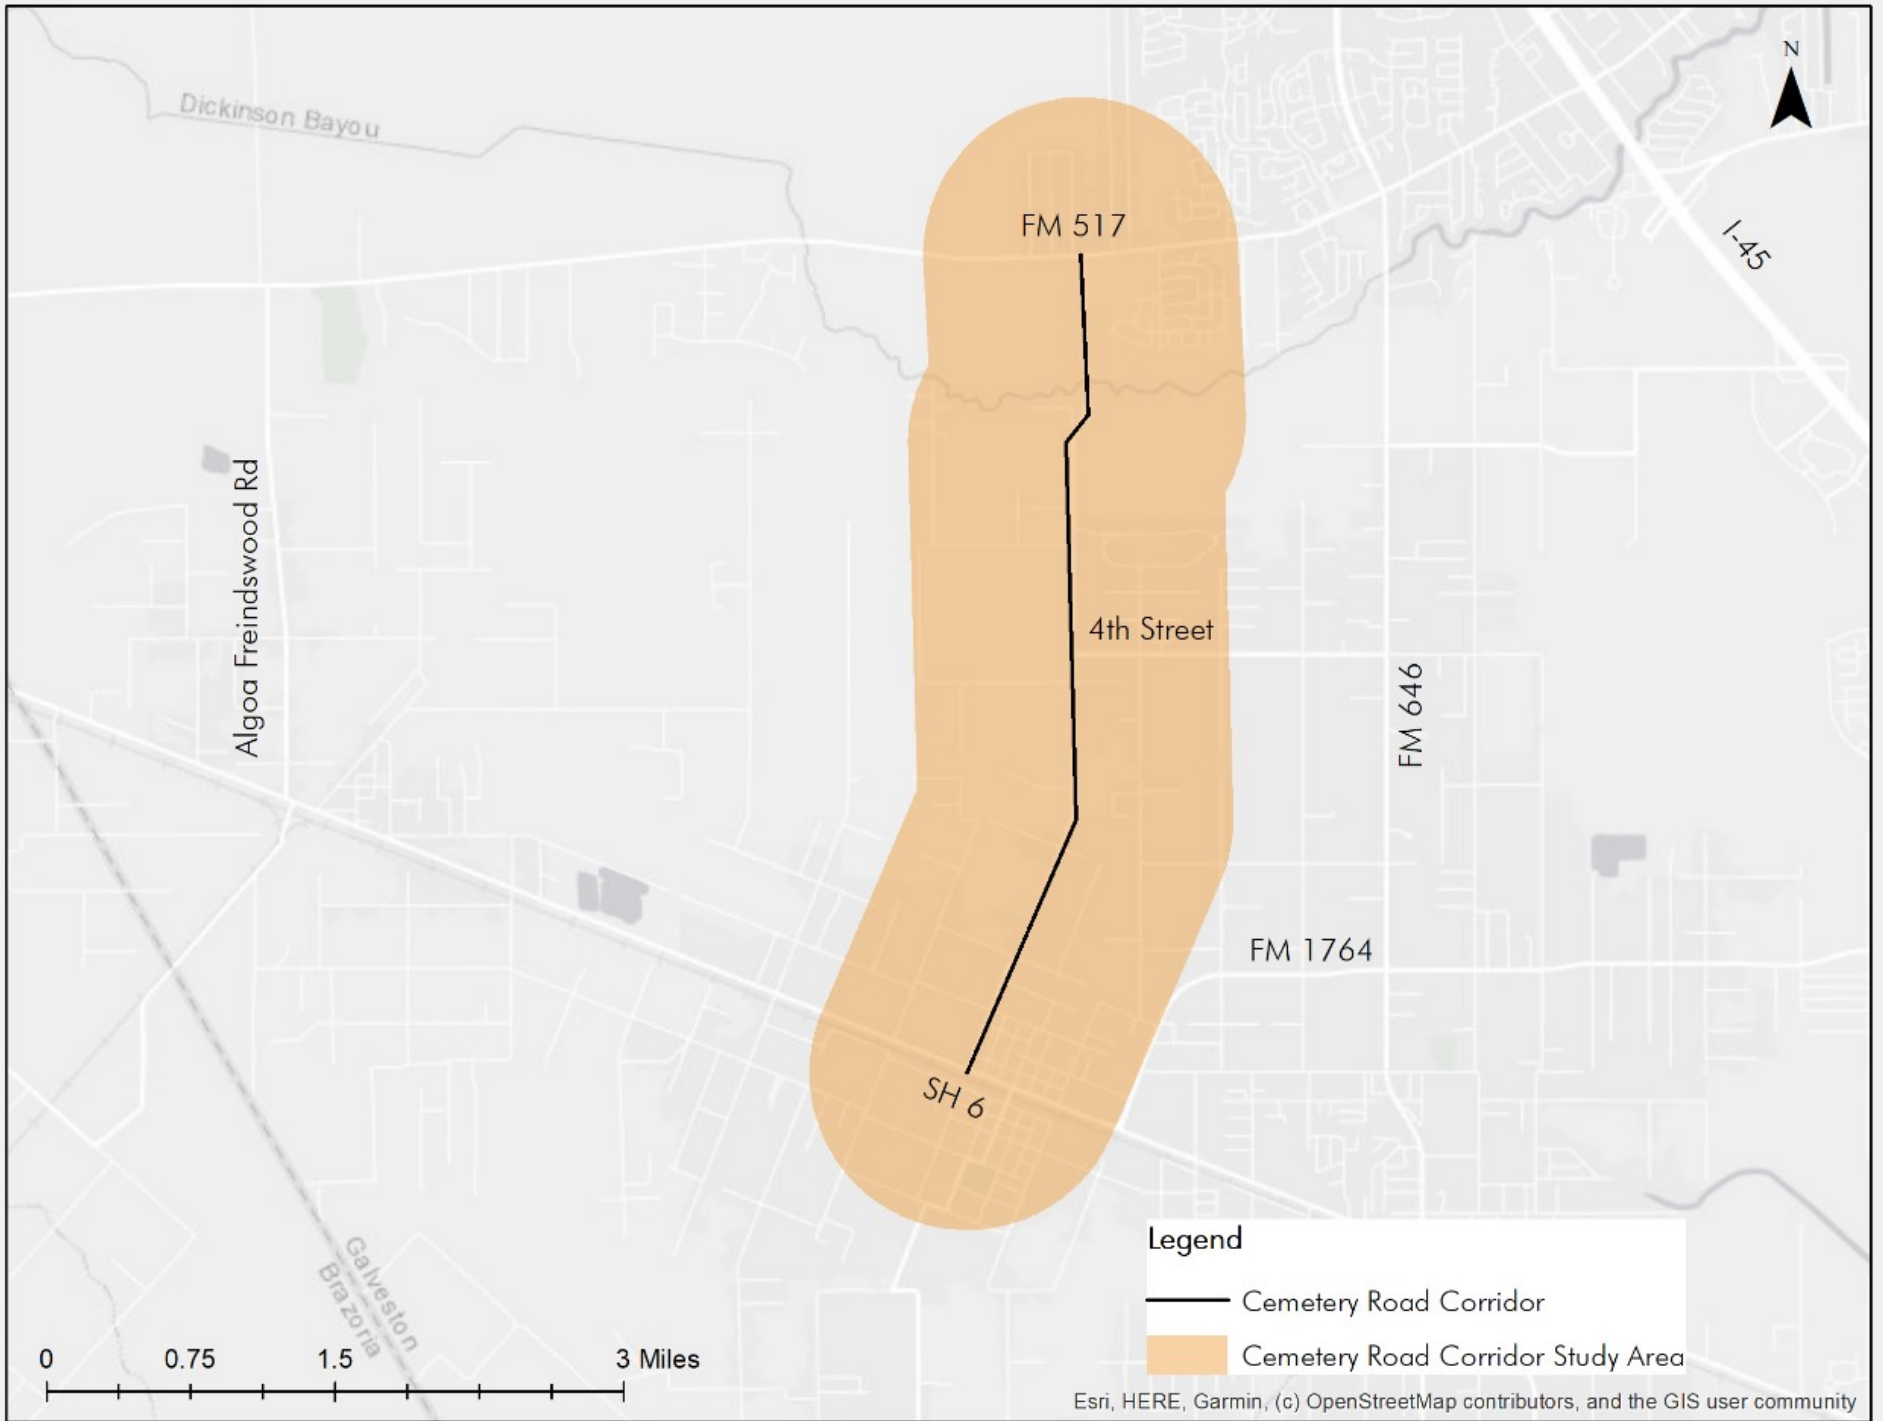 N
Dickinson Bayou
FM 517
I-45
Algoa Freindswood Rd
4th Street
FM 646
FM 1764
SH 6
Galveston
Brazoria
Legend
Cemetery Road Corridor
Cemetery Road Corridor Study Area
0 0.75 1.5 3 Miles
Esri, HERE, Garmin, (c) OpenStreetMap contributors, and the GIS user community